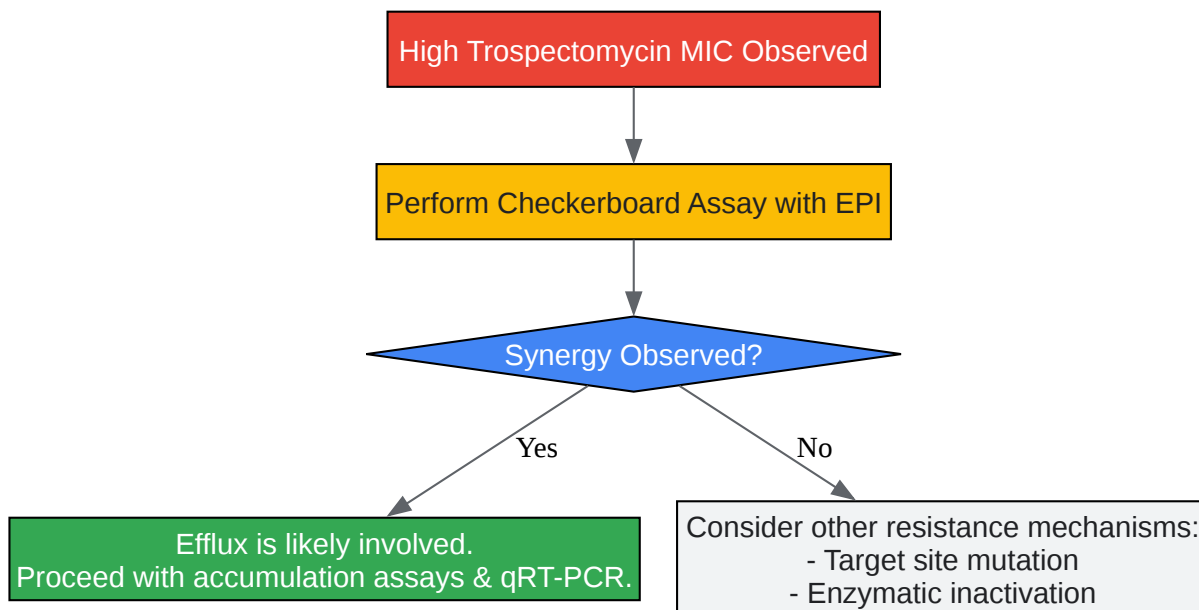 High Trospectomycin MIC Observed
Perform Checkerboard Assay with EPI
Synergy Observed?
Yes
No
Efflux is likely involved.
Proceed with accumulation assays & qRT-PCR.
Consider other resistance mechanisms:
- Target site mutation
- Enzymatic inactivation